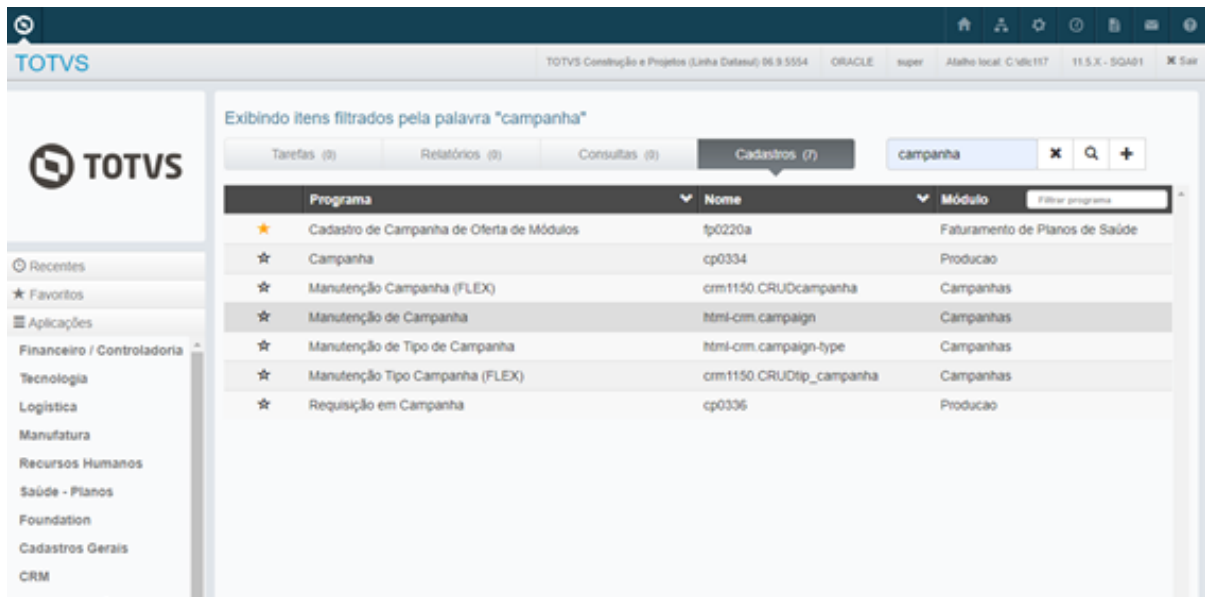 TOTVS
TOTVS Construção e Projetos (Linha Datasul) 06.9.5554 ORACLE super Atalho local: C:\dlc117 11.5.X - SQA01 Sair
TOTVS
Exibindo itens filtrados pela palavra "campanha"
Tarefas (0) Relatórios (0) Consultas (0) Cadastros (7) campanha
Programa Nome Módulo Filtrar programa
Cadastro de Campanha de Oferta de Módulos fp0220a Faturamento de Planos de Saúde
Campanha cp0334 Producao
Manutenção Campanha (FLEX) crm1150.CRUDcampanha Campanhas
Manutenção de Campanha html-crm.campaign Campanhas
Manutenção de Tipo de Campanha html-crm.campaign-type Campanhas
Manutenção Tipo Campanha (FLEX) crm1150.CRUDtip_campanha Campanhas
Requisição em Campanha cp0336 Producao
Recentes
Favoritos
Aplicações
Financeiro / Controladoria
Tecnologia
Logística
Manufatura
Recursos Humanos
Saúde - Planos
Foundation
Cadastros Gerais
CRM